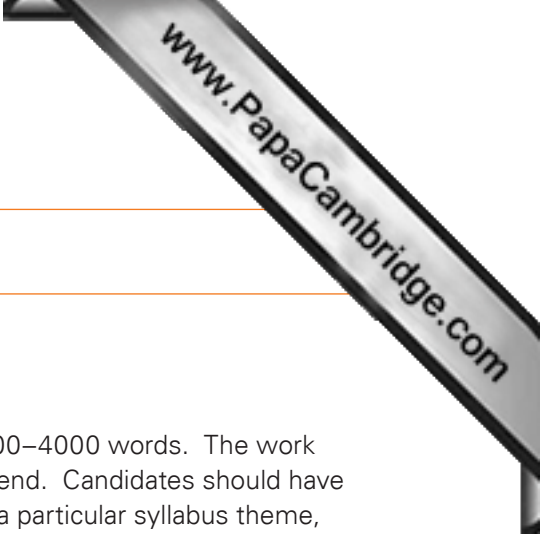 www.PapaCambridge.com
00–4000 words. The work
end. Candidates should have
a particular syllabus theme,